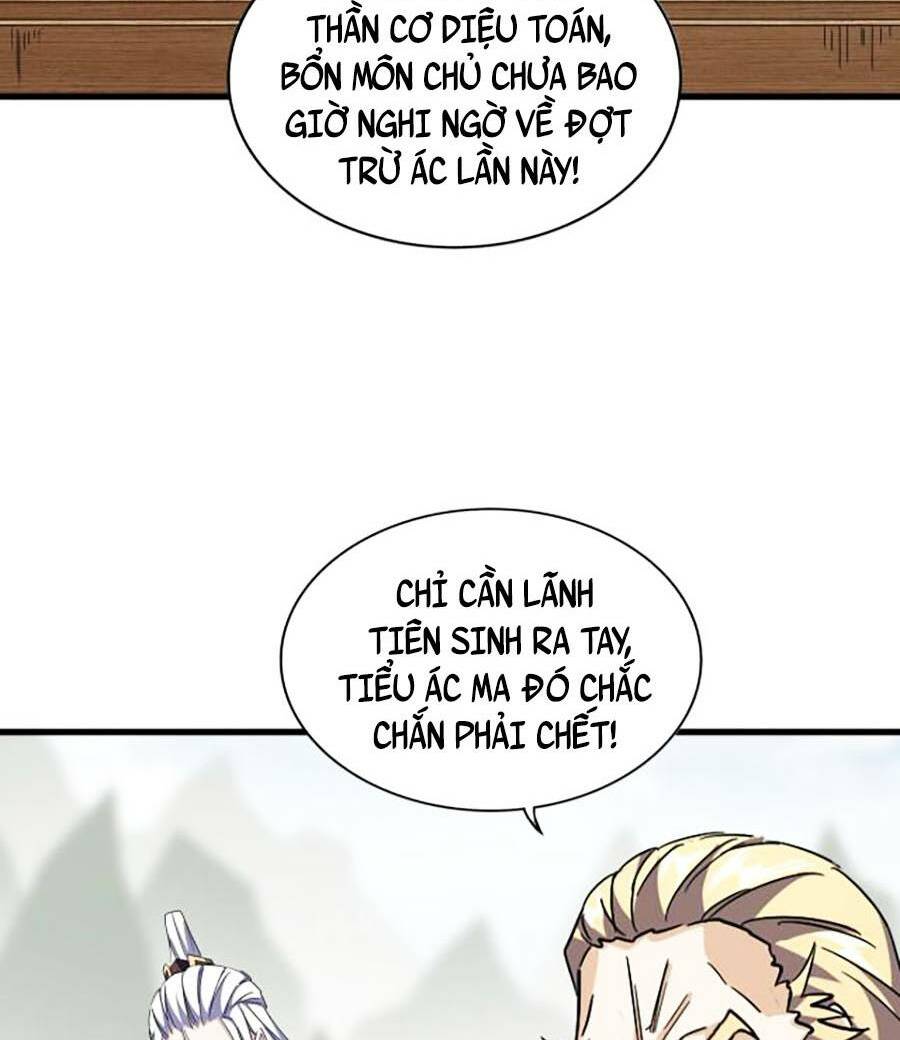 THẦN CƠ DIỆU TOÁN,
BỔN MÔN CHỦ CHƯA BAO
GIỜ NGHI NGỜ VỀ ĐỢT
TRỪ ÁC LẦN NÀY!
CHỈ CẦN LÃNH
TIÊN SINH RA TAY,
TIỂU ÁC MA ĐÓ CHẮC
CHẮN PHẢI CHẾT!